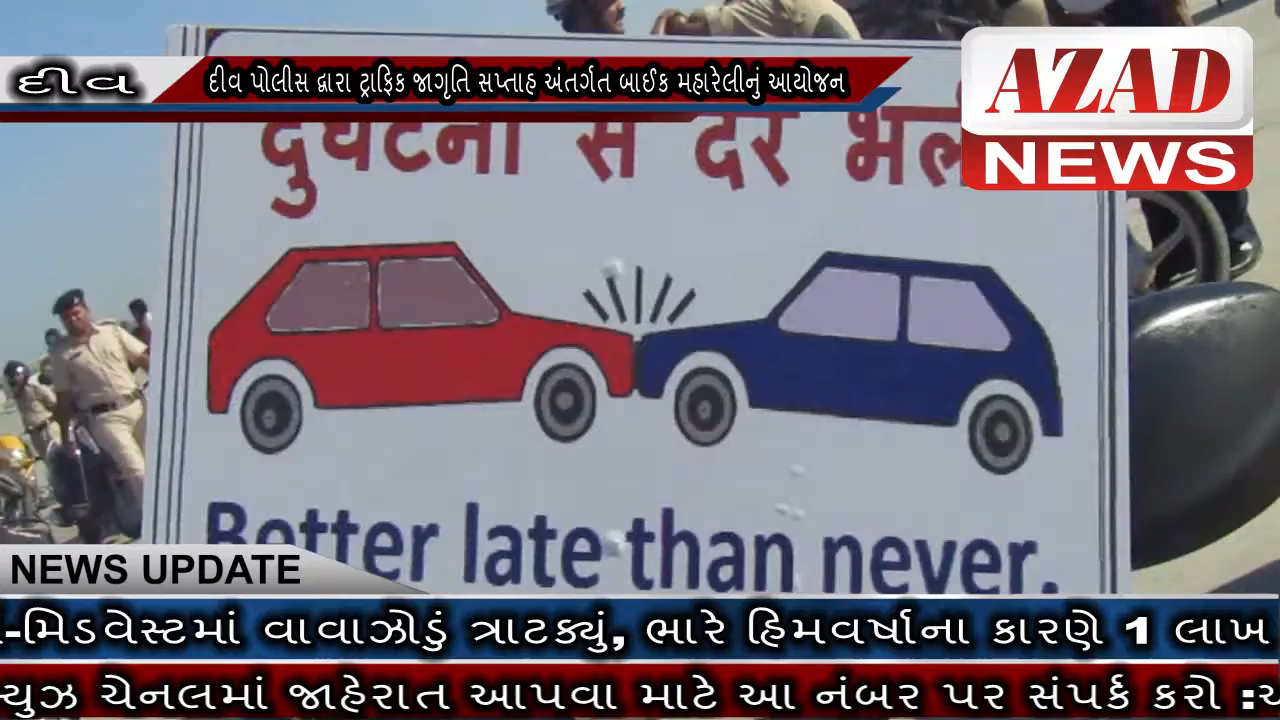 દીવ
દીવ પોલીસ દ્વારા ટ્રાફિક જાગૃતિ સપ્તાહ અંતર્ગત બાઈક મહારેલીનું આયોજન
AZAD
NEWS
दुर्घटना से देर
Better late than never.
NEWS UPDATE
-મિડવેસ્ટમાં વાવાઝોડું ત્રાટક્યું, ભારે હિમવર્ષાના કારણે 1 લાખ
ચેનલમાં જાહેરાત આપવા માટે આ નંબર પર સંપર્ક કરો :